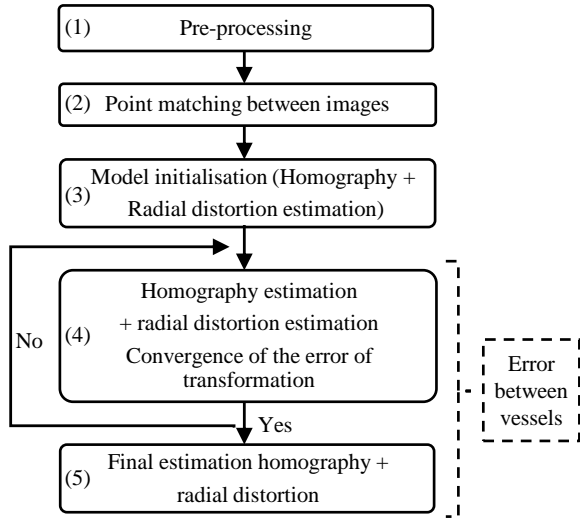 (1) Pre-processing
(2) Point matching between images
Model initialisation (Homography +
(3) Radial distortion estimation)
Homography estimation
+ radial distortion estimation
(4)
Convergence of the error of
transformation
No
Yes
Error
between
vessels
Final estimation homography +
(5)
radial distortion